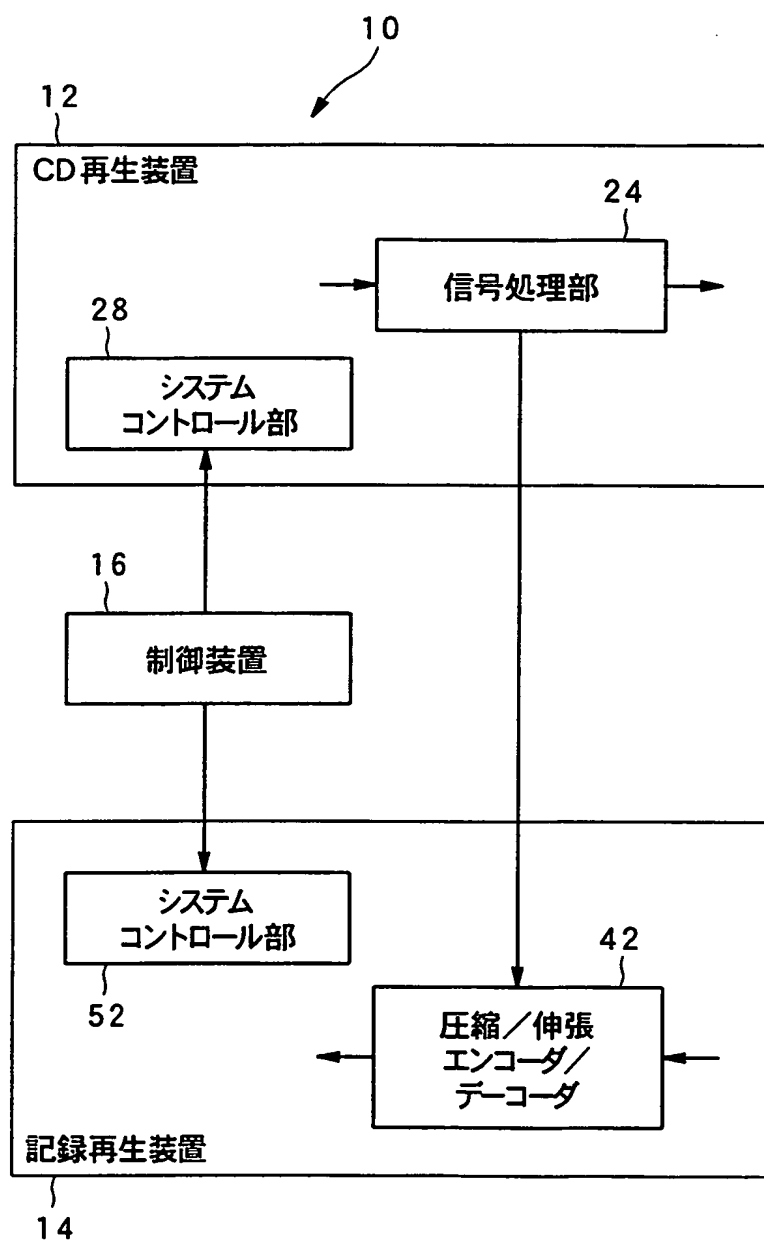 10
12
CD再生装置
24
信号処理部
28
システム
コントロール部
16
制御装置
システム
コントロール部
52
42
圧縮／伸張
エンコーダ／
デコーダ
記録再生装置
14